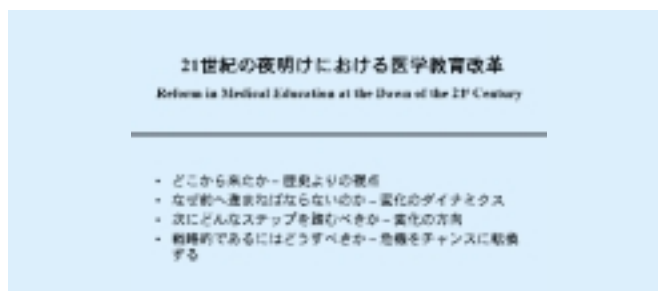 21世紀の夜明けにおける医学教育改革
Reform in Medical Education at the Dawn of the 21st Century
- どこから来たか – 歴史よりの視点
- なぜ前へ進まねばならないのか – 変化のダイナミクス
- 次にどんなステップを踏むべきか – 変化の方向
- 戦略的であるにはどうすべきか – 危機をチャンスに転換
する